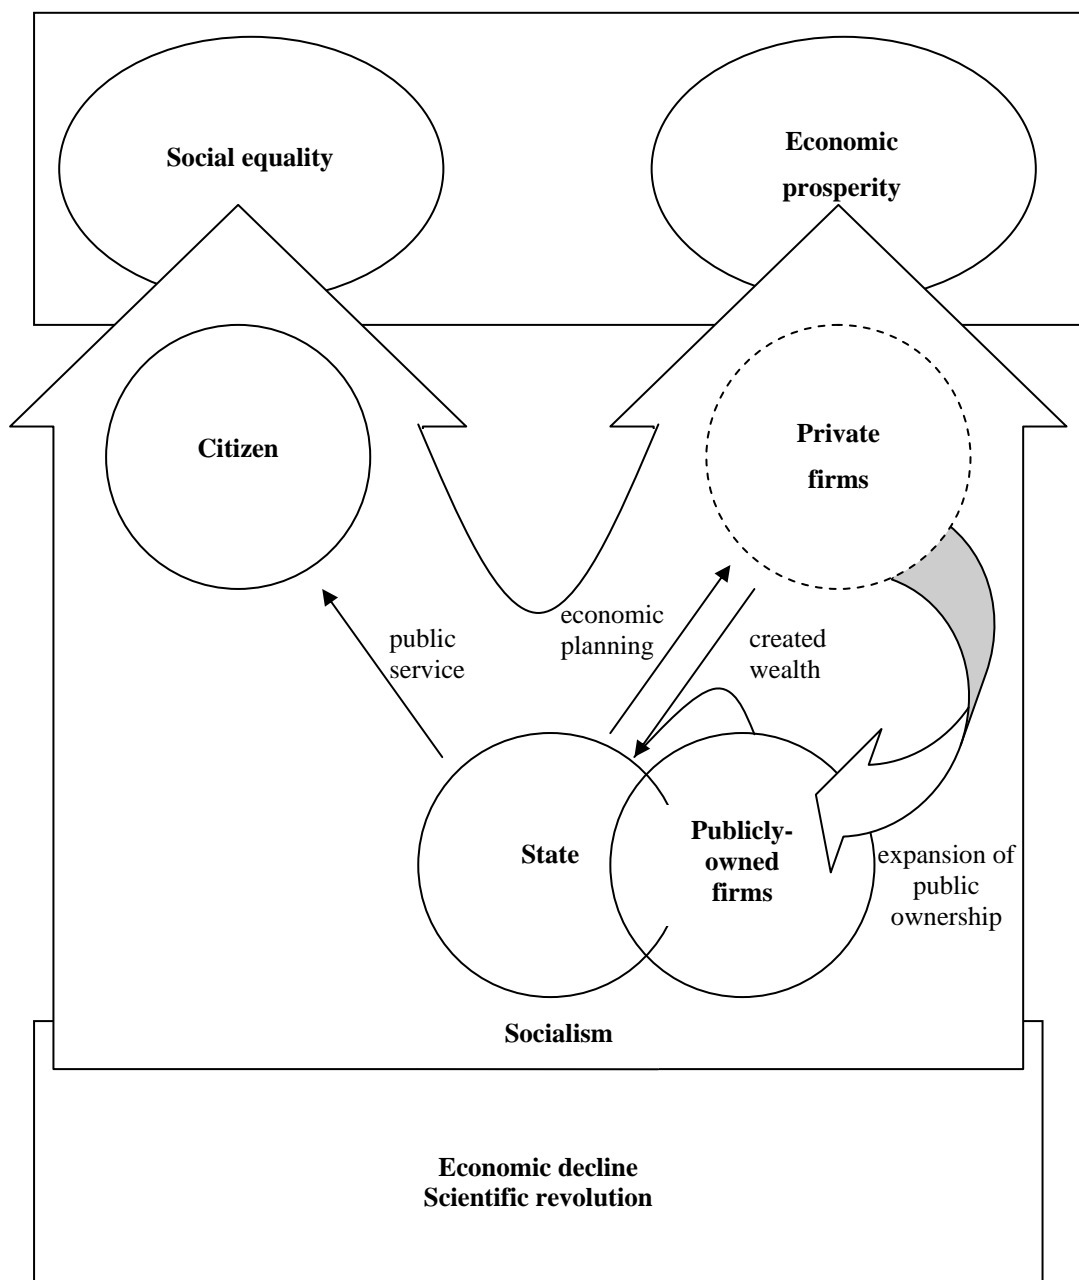 Social equality
Economic
prosperity
Citizen
Private
firms
public
service
economic
planning
created
wealth
State
Publicly-
owned
firms
expansion of
public
ownership
Socialism
Economic decline
Scientific revolution